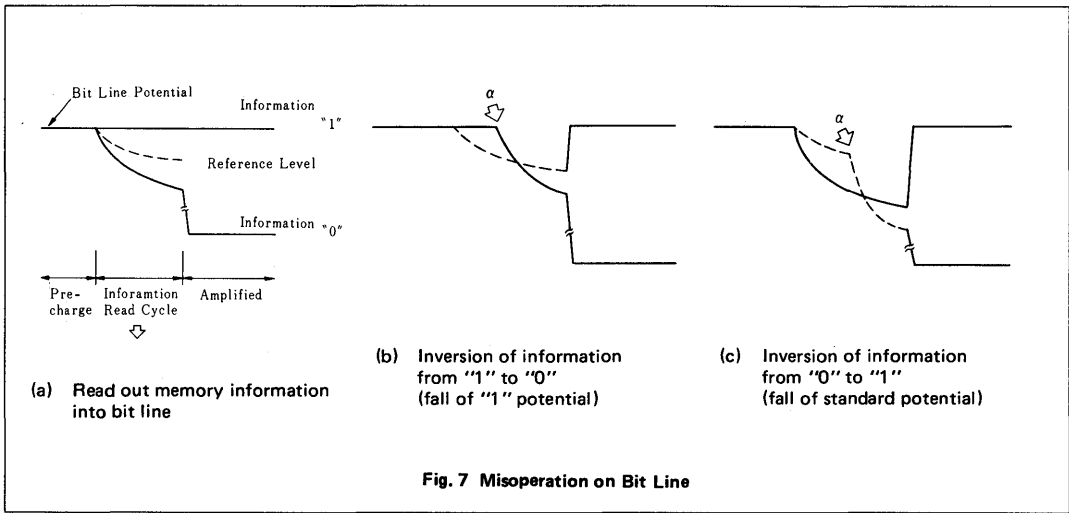 Bit Line Potential
Information "1"
Reference Level
Information "0"
Pre-
charge
Inforamtion
Read Cycle
Amplified
(a) Read out memory information
into bit line
α
(b) Inversion of information
from "1" to "0"
(fall of "1" potential)
α
(c) Inversion of information
from "0" to "1"
(fall of standard potential)
Fig. 7 Misoperation on Bit Line